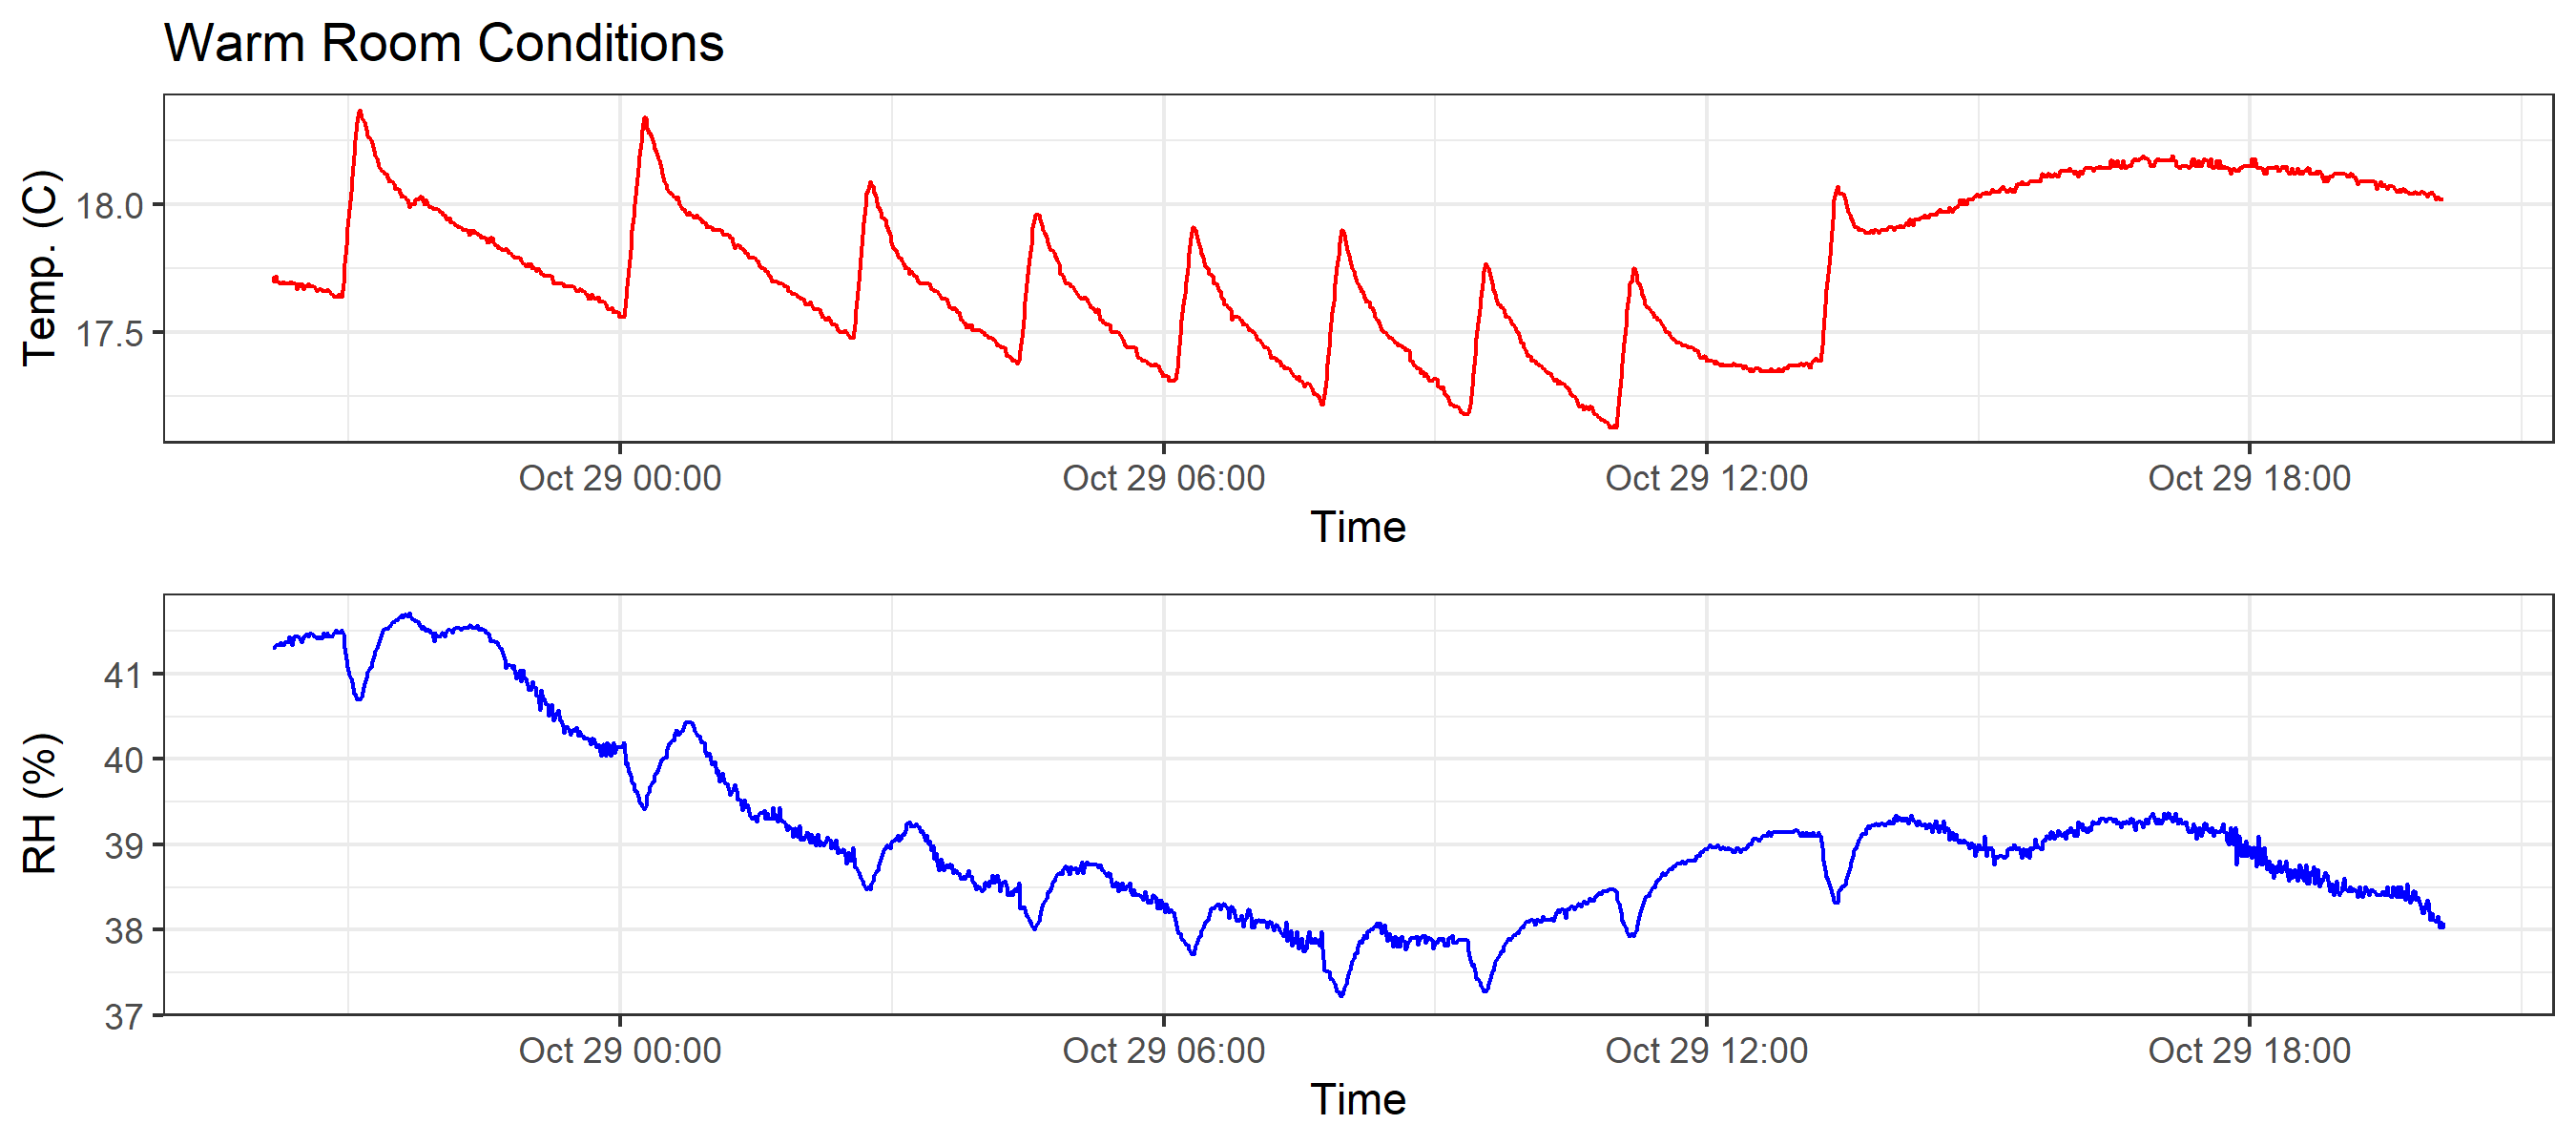 Warm Room Conditions
Temp. (C)
18.0
17.5
Oct 29 00:00 Oct 29 06:00 Oct 29 12:00 Oct 29 18:00
Time
RH (%)
41
40
39
38
37
Oct 29 00:00 Oct 29 06:00 Oct 29 12:00 Oct 29 18:00
Time